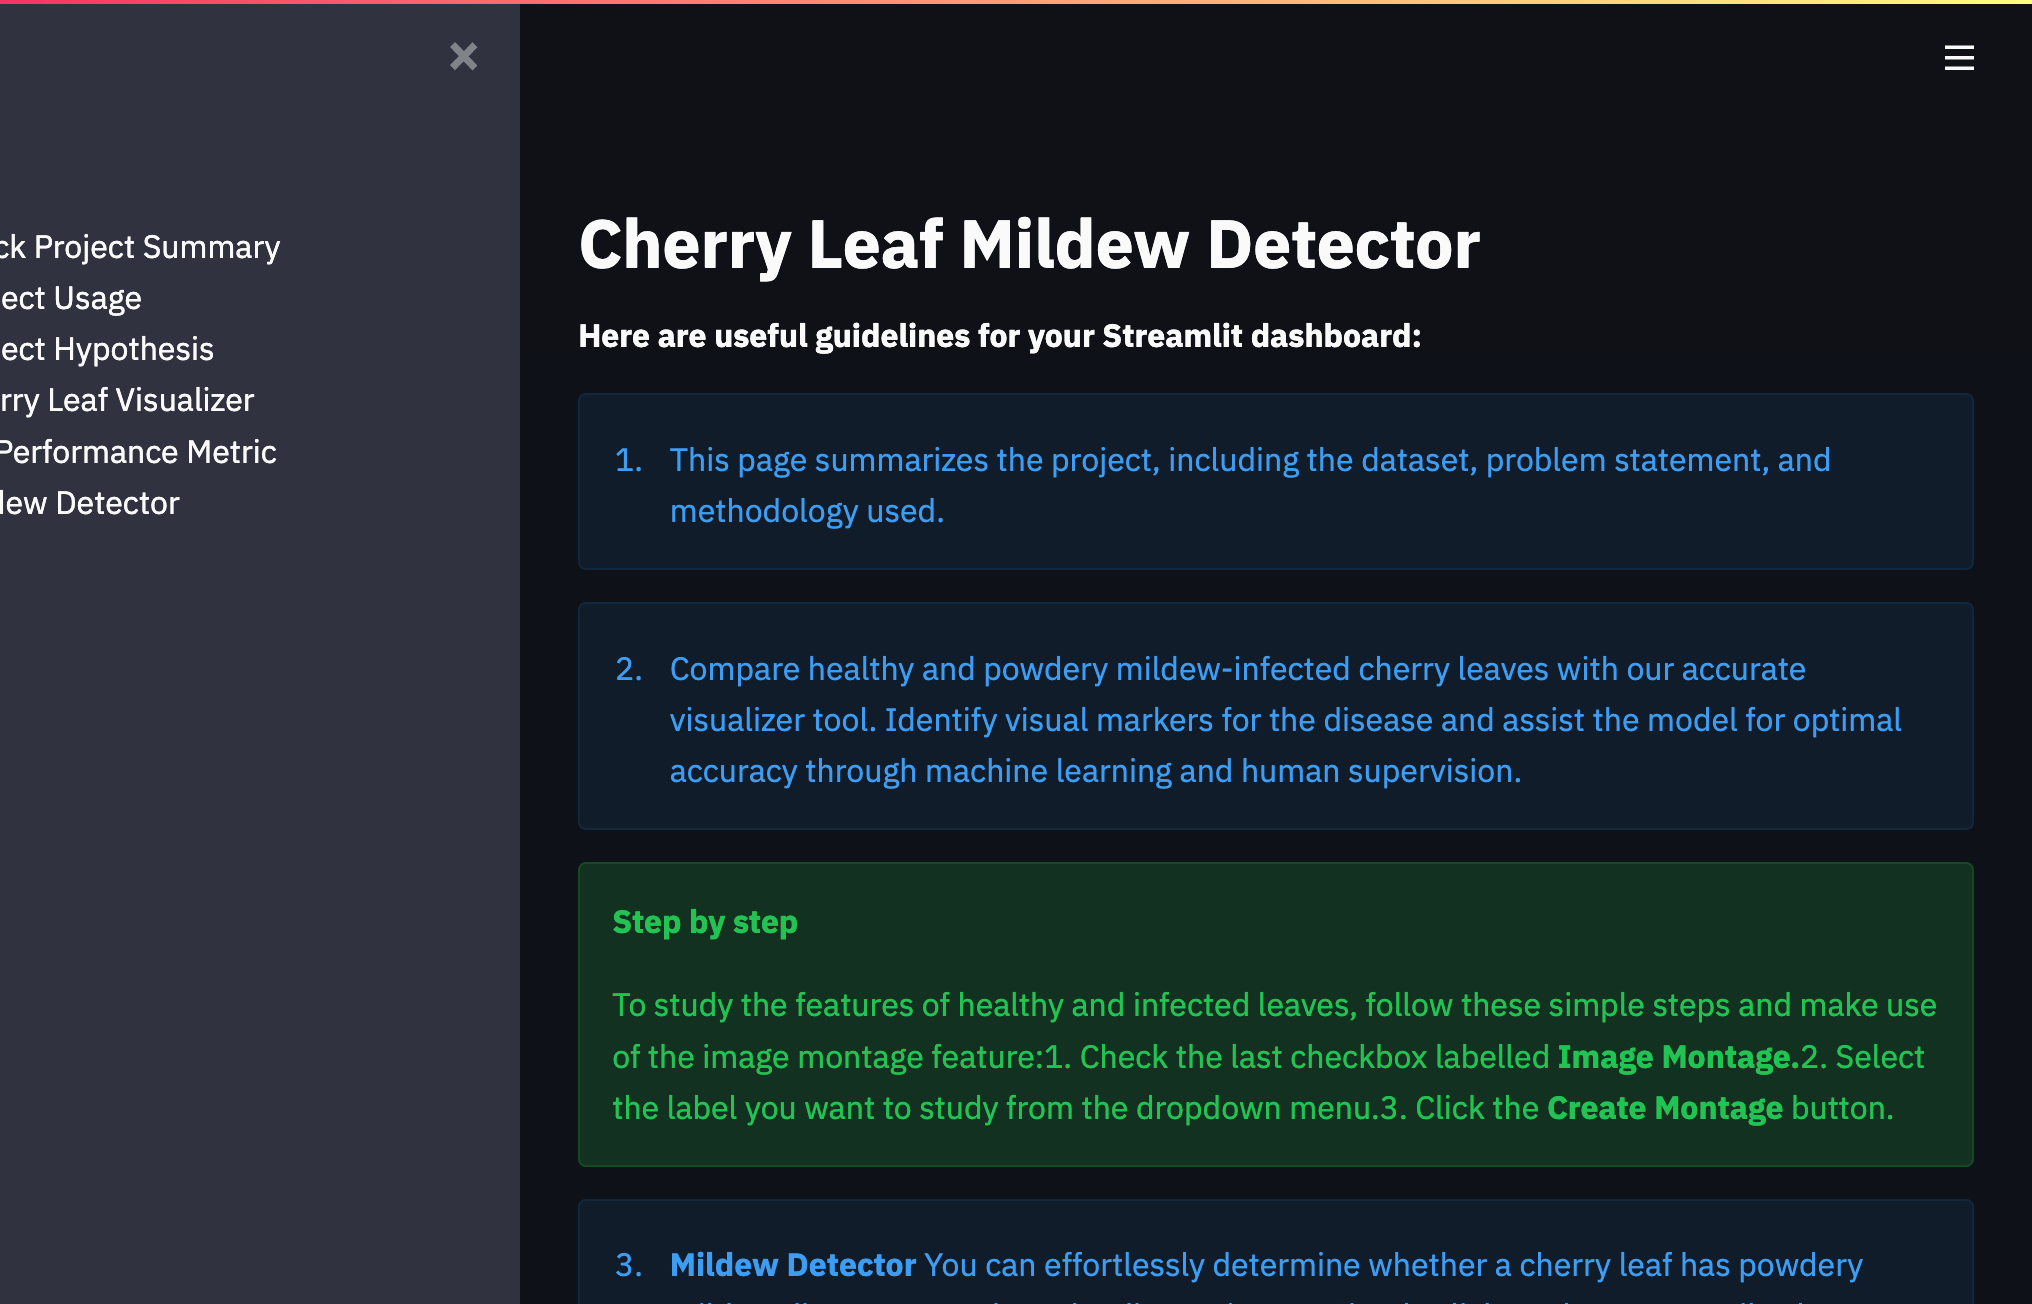 ck Project Summary
ect Usage
ect Hypothesis
rry Leaf Visualizer
Performance Metric
lew Detector
Cherry Leaf Mildew Detector
Here are useful guidelines for your Streamlit dashboard:
1. This page summarizes the project, including the dataset, problem statement, and
methodology used.
2. Compare healthy and powdery mildew-infected cherry leaves with our accurate
visualizer tool. Identify visual markers for the disease and assist the model for optimal
accuracy through machine learning and human supervision.
Step by step
To study the features of healthy and infected leaves, follow these simple steps and make use
of the image montage feature:1. Check the last checkbox labelled Image Montage.2. Select
the label you want to study from the dropdown menu.3. Click the Create Montage button.
3. Mildew Detector You can effortlessly determine whether a cherry leaf has powdery